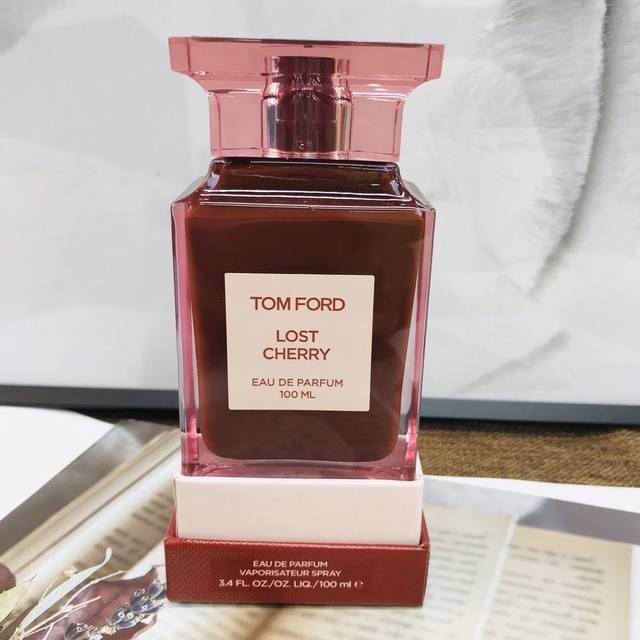 TOM FORD
LOST
CHERRY
EAU DE PARFUM
100 ML
EAU DE PARFUM
VAPORISATEUR SPRAY
3.4 FL. OZ./OZ. LIQ./100 ml ℮